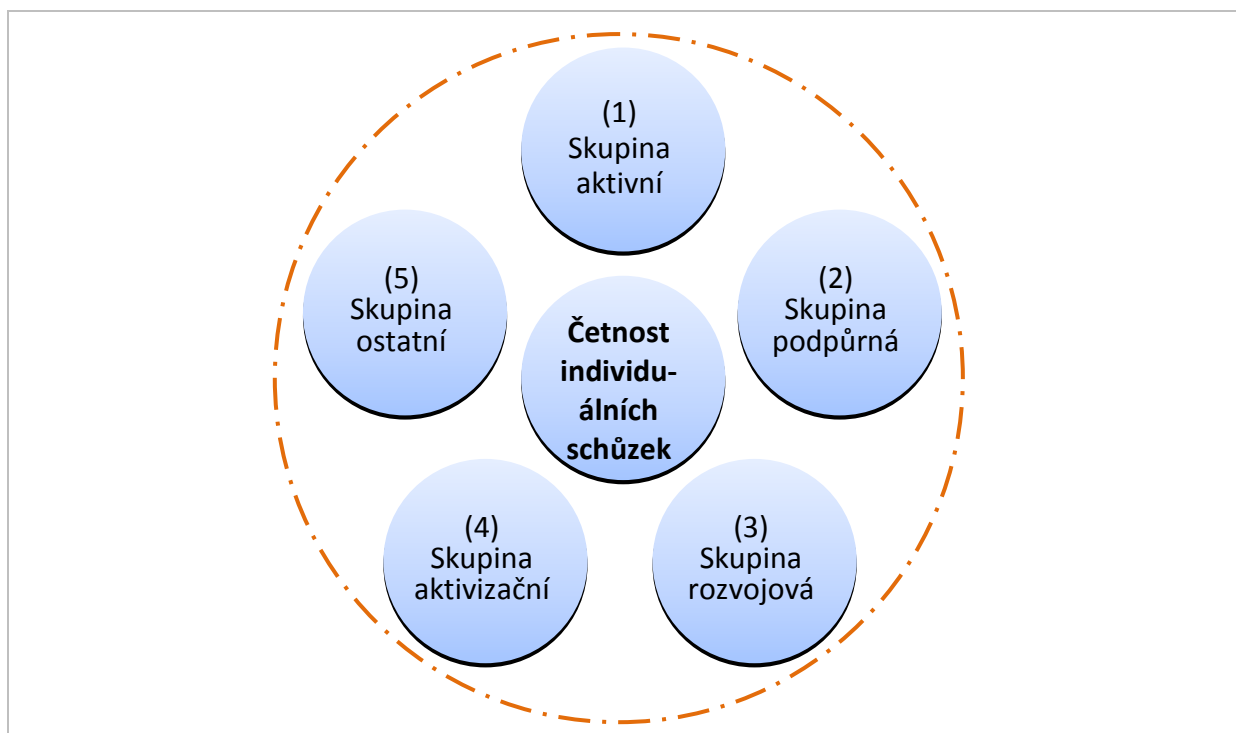 (1)
Skupina
aktivní
(2)
Skupina
podpůrná
(3)
Skupina
rozvojová
(4)
Skupina
aktivizační
(5)
Skupina
ostatní
Četnost
individu-
álních
schůzek